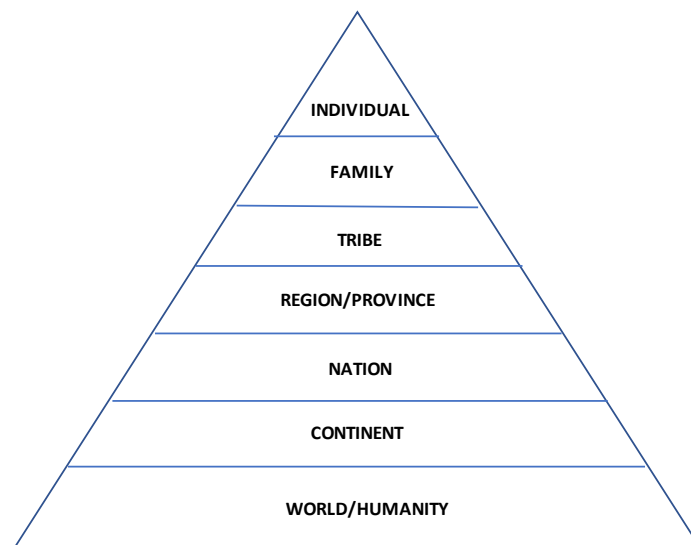 INDIVIDUAL
FAMILY
TRIBE
REGION/PROVINCE
NATION
CONTINENT
WORLD/HUMANITY